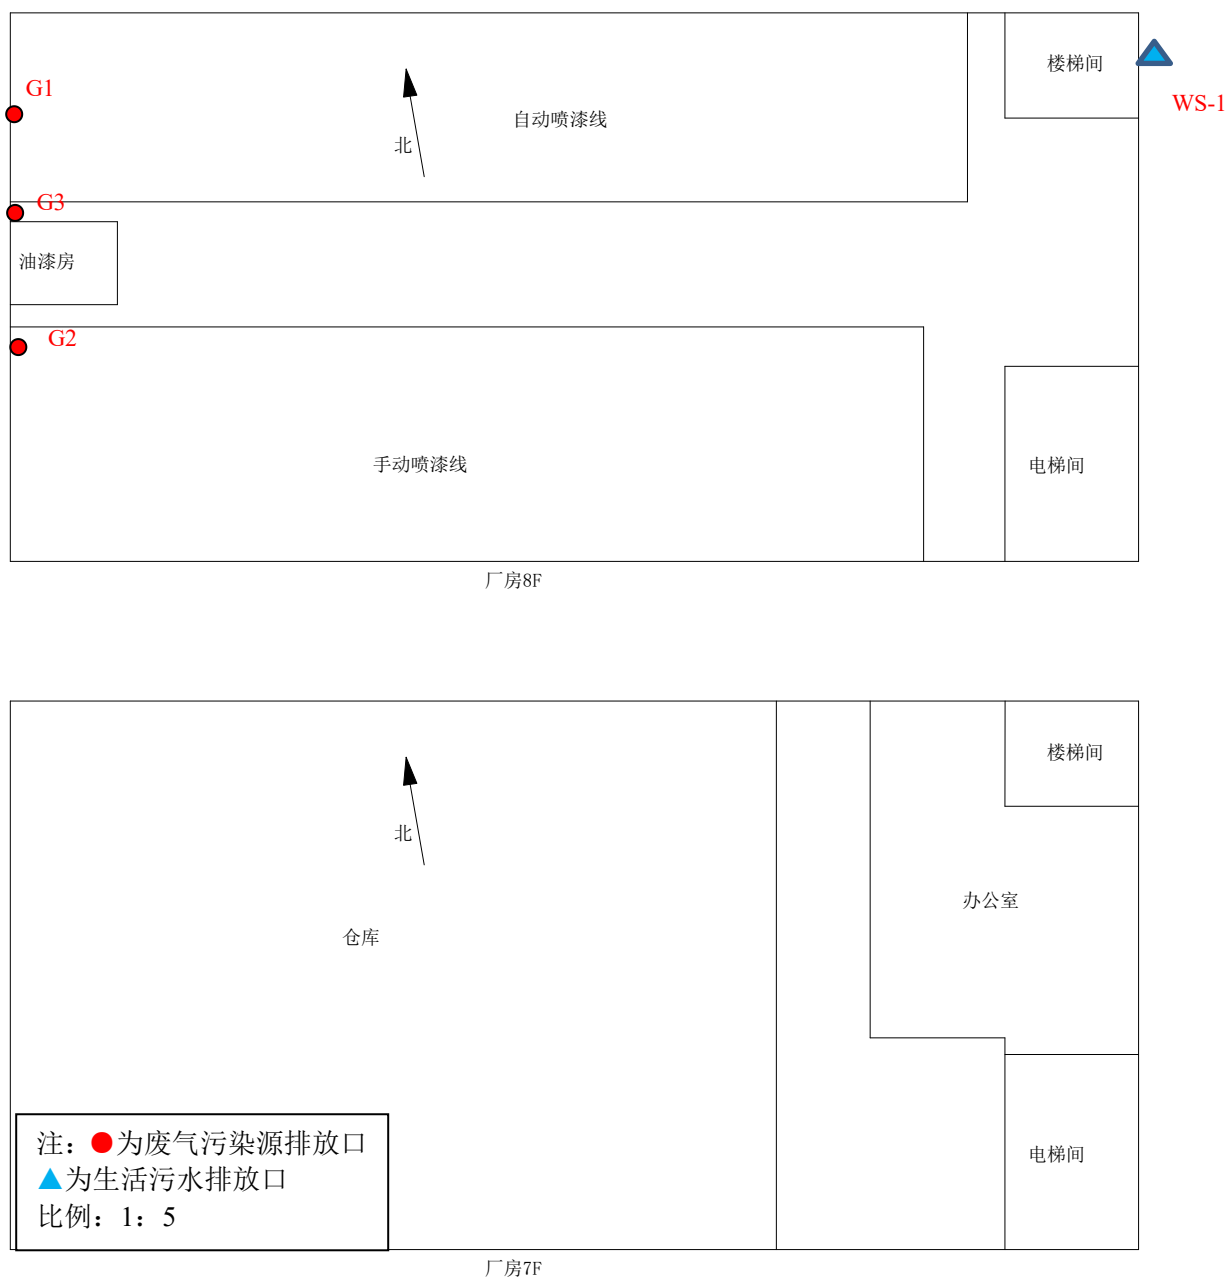 楼梯间
G1
WS-1
自动喷漆线
北
G3
油漆房
G2
手动喷漆线
电梯间
厂房8F
楼梯间
北
办公室
仓库
注：●为废气污染源排放口
▲为生活污水排放口
比例：1：5
电梯间
厂房7F